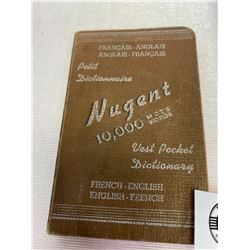 FRANÇAIS - ANGLAIS
ANGLAIS - FRANÇAIS
Petit
Dictionnaire
Nugent
10,000 MOTS
WORDS
Vest Pocket
Dictionary
FRENCH - ENGLISH
ENGLISH - FRENCH